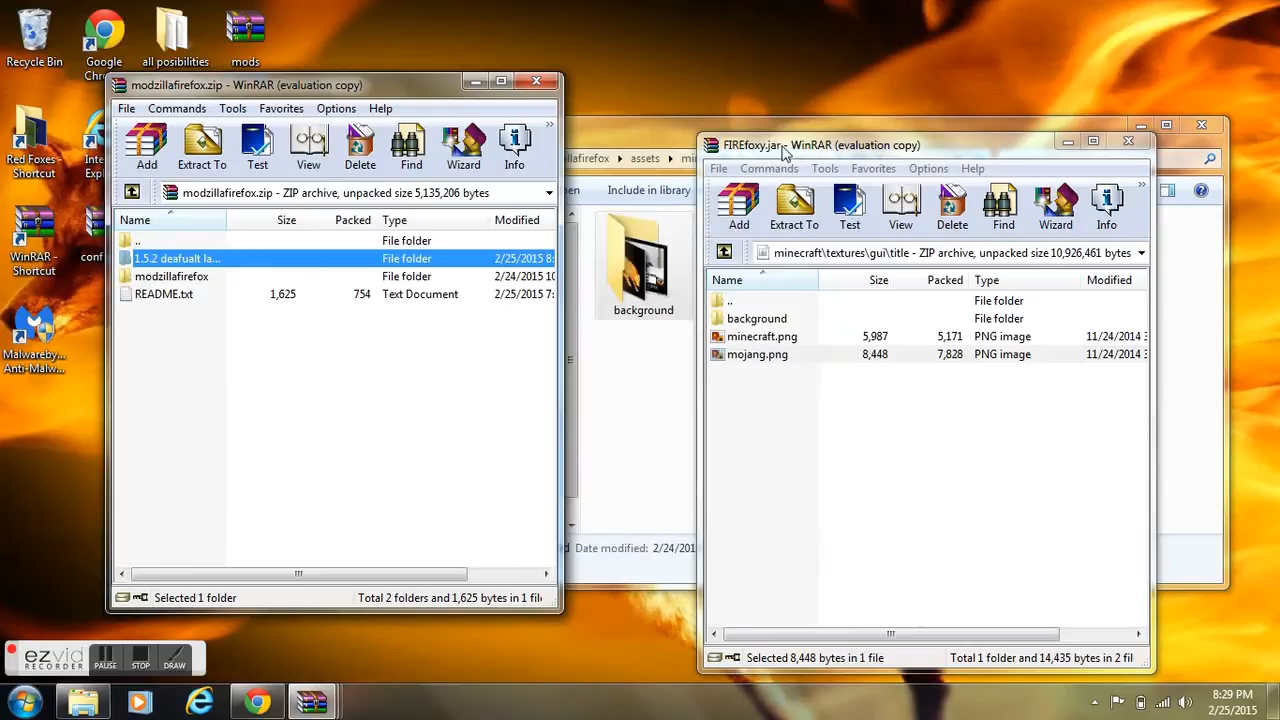 Recycle Bin
Google Chr...
all posibilities
mods
Red Foxes - Shortcut
WinRAR - Shortcut
conf
Malwareby... Anti-Malw...
modzillafirefox.zip - WinRAR (evaluation copy)
File Commands Tools Favorites Options Help
Add Extract To Test View Delete Find Wizard Info
modzillafirefox.zip - ZIP archive, unpacked size 5,135,206 bytes
Name Size Packed Type Modified
.. File folder
1.5.2 deafualt la... File folder 2/25/2015 8:
modzillafirefox File folder 2/24/2015 10
README.txt 1,625 754 Text Document 2/25/2015 7:
Selected 1 folder Total 2 folders and 1,625 bytes in 1 file
illafirefox assets mi
Include in library
background
Date modified: 2/24/201
FIREfoxy.jar - WinRAR (evaluation copy)
File Commands Tools Favorites Options Help
Add Extract To Test View Delete Find Wizard Info
minecraft\textures\gui\title - ZIP archive, unpacked size 10,926,461 bytes
Name Size Packed Type Modified
.. File folder
background File folder
minecraft.png 5,987 5,171 PNG image 11/24/2014 3
mojang.png 8,448 7,828 PNG image 11/24/2014 3
Selected 8,448 bytes in 1 file Total 1 folder and 14,435 bytes in 2 fil
ezvid RECORDER PAUSE STOP DRAW
8:29 PM
2/25/2015